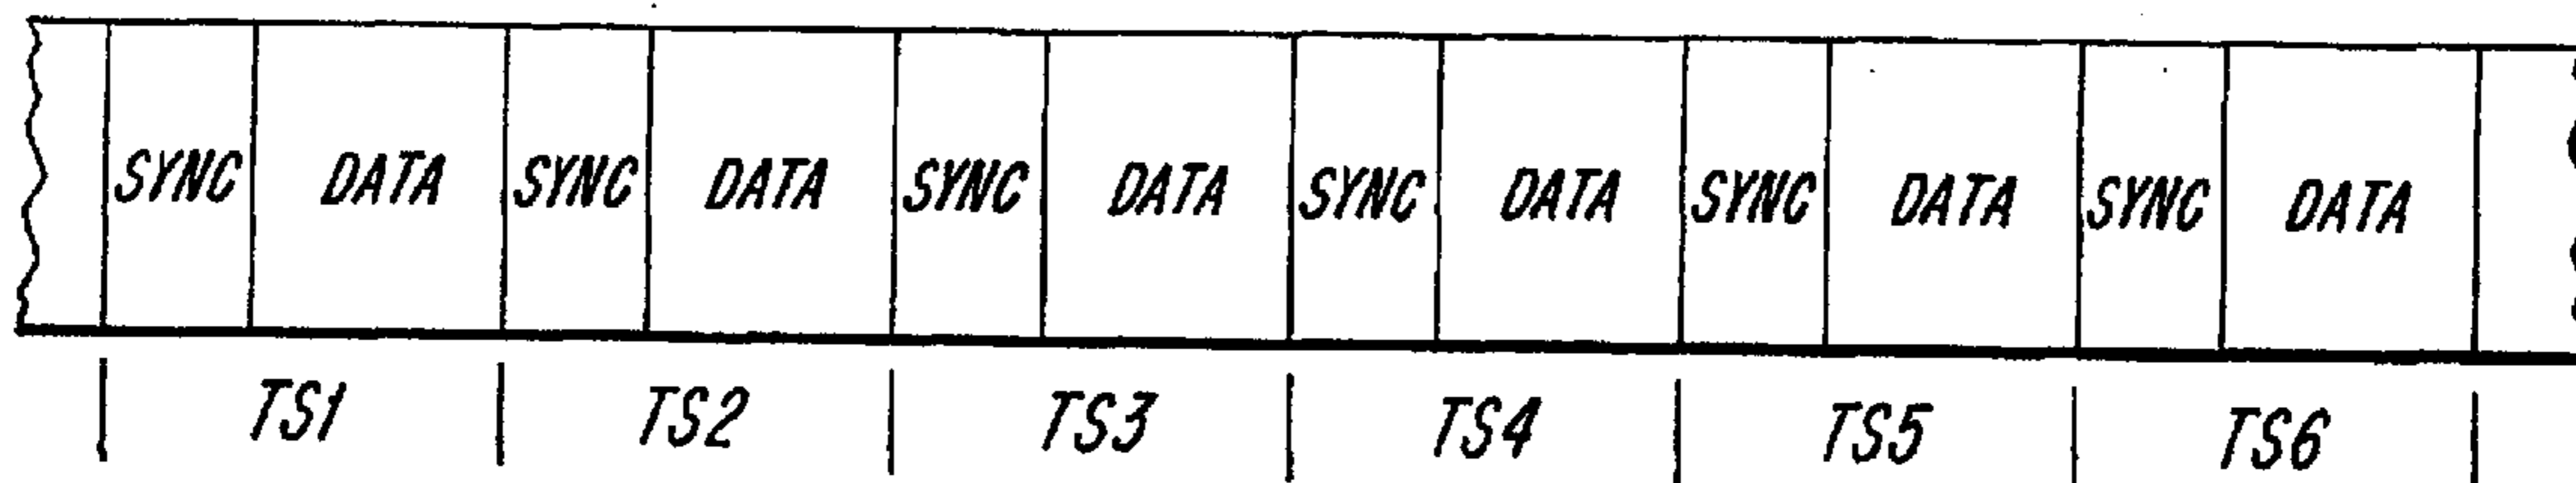 SYNC DATA SYNC DATA SYNC DATA SYNC DATA SYNC DATA SYNC DATA
TS1 TS2 TS3 TS4 TS5 TS6